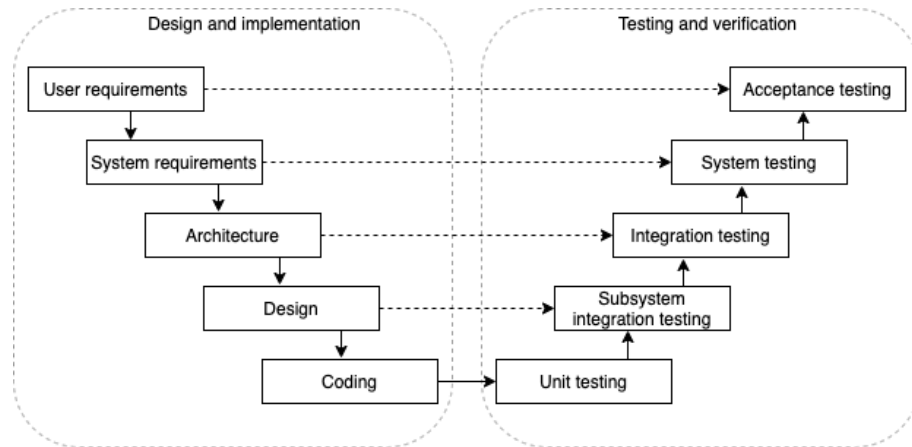 Design and implementation
Testing and verification
User requirements
Acceptance testing
System requirements
System testing
Architecture
Integration testing
Design
Subsystem
integration testing
Coding
Unit testing